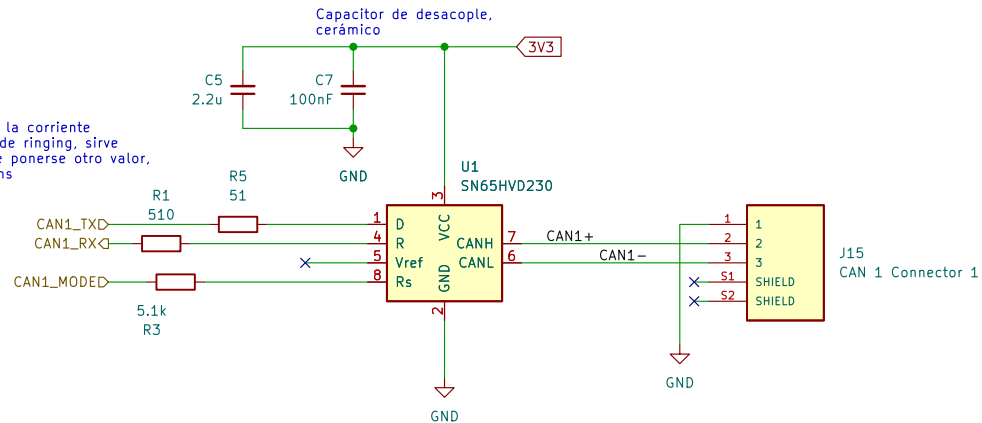 Capacitor de desacople,
cerámico
3V3
C5
2.2u
C7
100nF
GND
la corriente
de ringing, sirve
ponerse otro valor,
U1
SN65HVD230
R5
51
R1
510
CAN1_TX
CAN1_RX
CAN1_MODE
5.1k
R3
3
VCC
1 D
4 R
5 Vref
8 Rs
CANH 7
CANL 6
GND
2
GND
CAN1+
CAN1-
1 1
2 2
3 3
S1 SHIELD
S2 SHIELD
J15
CAN 1 Connector 1
GND